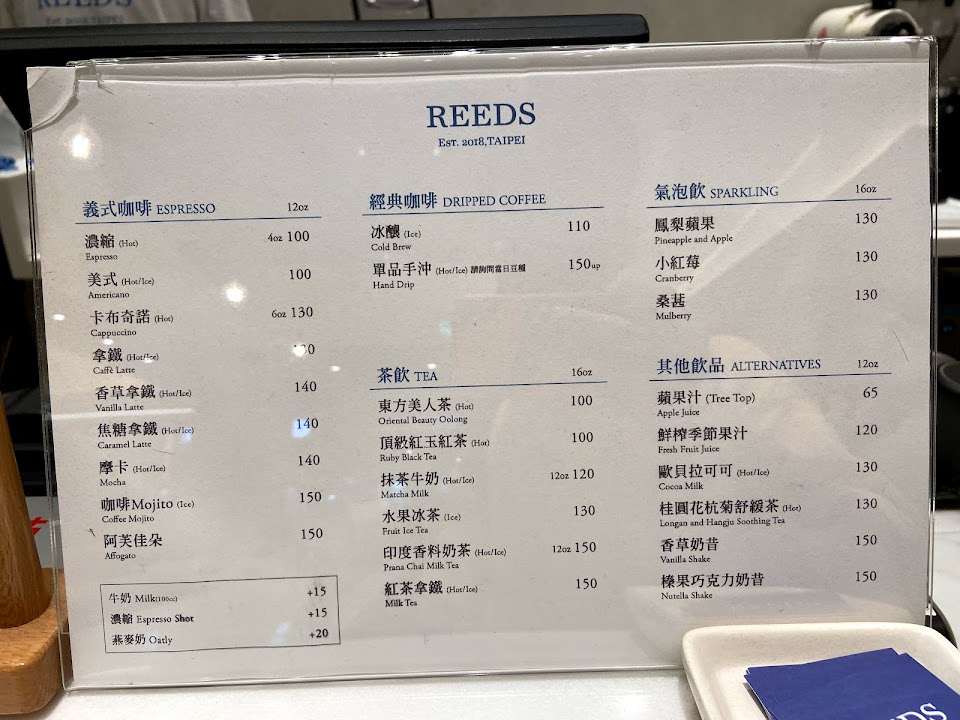 REEDS
EST. 2018,TAIPEI
義式咖啡 ESPRESSO 12oz
濃縮 (Hot) 4oz 100
Espresso
美式 (Hot/Ice) 100
Americano
卡布奇諾 (Hot) 6oz 130
Cappuccino
拿鐵 (Hot/Ice)
Caffè Latte
香草拿鐵 (Hot/Ice) 140
Vanilla Latte
焦糖拿鐵 (Hot/Ice) 140
Caramel Latte
摩卡 (Hot/Ice) 140
Mocha
咖啡Mojito (Ice) 150
Coffee Mojito
阿芙佳朵 150
Affogato
牛奶 Milk(100cc) +15
濃縮 Espresso Shot +15
燕麥奶 Oatly +20
經典咖啡 DRIPPED COFFEE
冰釀 (Ice) 110
Cold Brew
單品手沖 (Hot/Ice) 請詢問當日豆種 150up
Hand Drip
茶飲 TEA 16oz
東方美人茶 (Hot) 100
Oriental Beauty Oolong
頂級紅玉紅茶 (Hot) 100
Ruby Black Tea
抹茶牛奶 (Hot/Ice) 12oz 120
Matcha Milk
水果冰茶 (Ice) 130
Fruit Ice Tea
印度香料奶茶 (Hot/Ice) 12oz 150
Prana Chai Milk Tea
紅茶拿鐵 (Hot/Ice) 150
Milk Tea
氣泡飲 SPARKLING 16oz
鳳梨蘋果 130
Pineapple and Apple
小紅莓 130
Cranberry
桑葚 130
Mulberry
其他飲品 ALTERNATIVES 12oz
蘋果汁 (Tree Top) 65
Apple Juice
鮮榨季節果汁 120
Fresh Fruit Juice
歐貝拉可可 (Hot/Ice) 130
Cocoa Milk
桂圓花杭菊舒緩茶 (Hot) 130
Longan and Hangju Soothing Tea
香草奶昔 150
Vanilla Shake
榛果巧克力奶昔 150
Nutella Shake